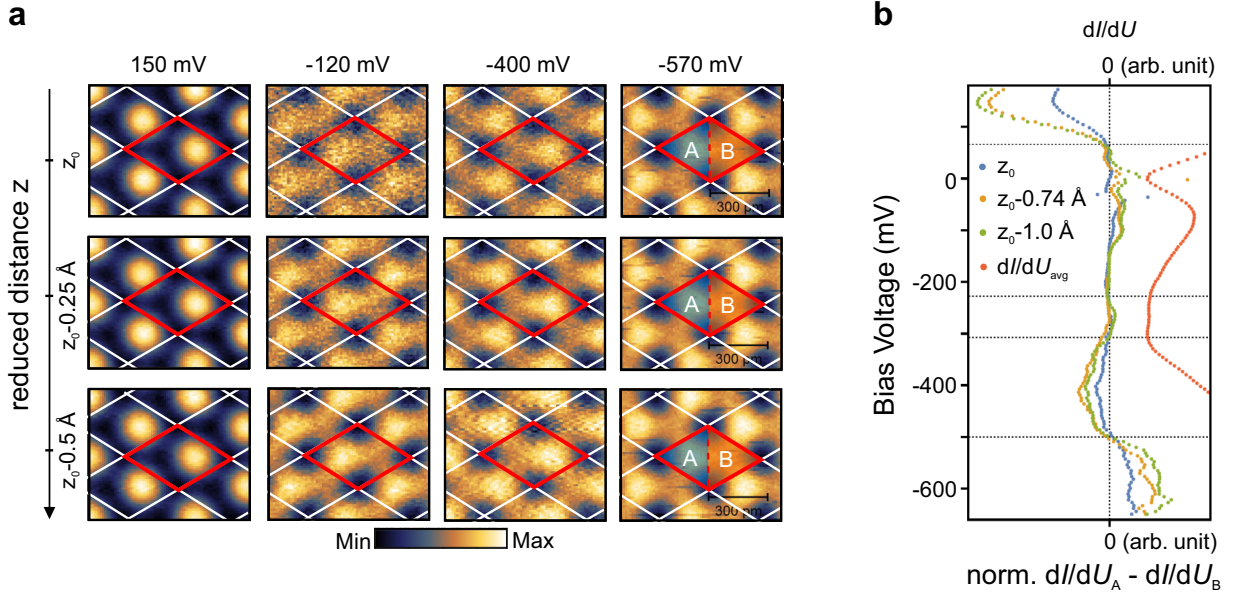 a
150 mV
-120 mV
-400 mV
-570 mV
reduced distance z
z0
A B
300 pm
z0-0.25 Å
A B
300 pm
z0-0.5 Å
A B
300 pm
Min Max
b
dI/dU
0 (arb. unit)
Bias Voltage (mV)
0
-200
-400
-600
z0
z0-0.74 Å
z0-1.0 Å
dI/dUavg
0 (arb. unit)
norm. dI/dUA - dI/dUB